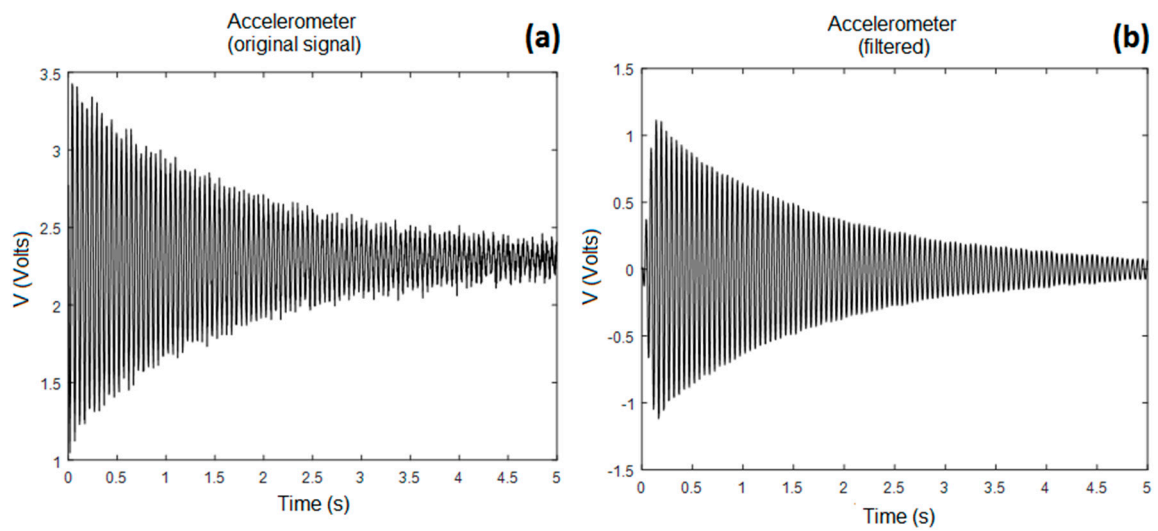 Accelerometer
(original signal)
(a)
3.5
3
2.5
2
1.5
1
V (Volts)
0 0.5 1 1.5 2 2.5 3 3.5 4 4.5 5
Time (s)
Accelerometer
(filtered)
(b)
1.5
1
0.5
0
-0.5
-1
-1.5
V (Volts)
0 0.5 1 1.5 2 2.5 3 3.5 4 4.5 5
Time (s)